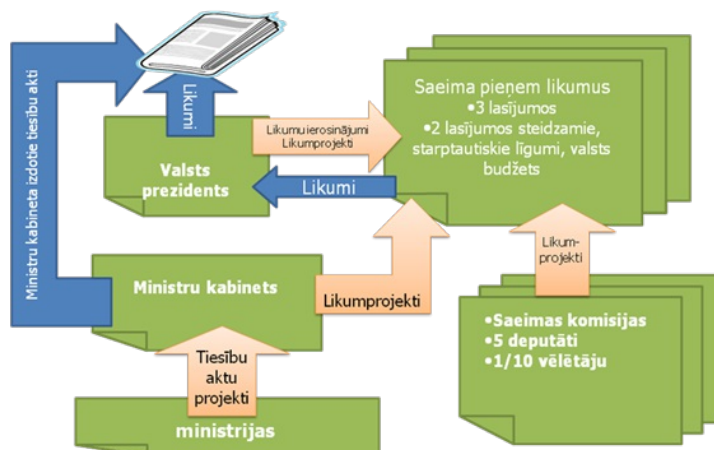 Ministru kabineta izdotie tiesību akti
Likumi
Valsts
prezidents
Likumu ierosinājumi
Likumprojekti
Likumi
Saeima pieņem likumus
•3 lasījumos
•2 lasījumos steidzamie,
starptautiskie līgumi, valsts
budžets
Ministru kabinets
Likumprojekti
Likum-
projekti
•Saeimas komisijas
•5 deputāti
•1/10 vēlētāju
Tiesību
aktu
projekti
ministrijas